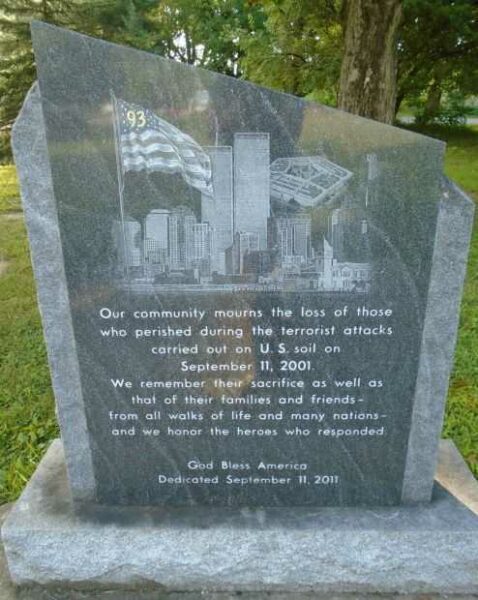 93
Our community mourns the loss of those
who perished during the terrorist attacks
carried out on U.S. soil on
September 11, 2001.
We remember their sacrifice as well as
that of their families and friends-
from all walks of life and many nations-
and we honor the heroes who responded.
God Bless America
Dedicated September 11, 2011